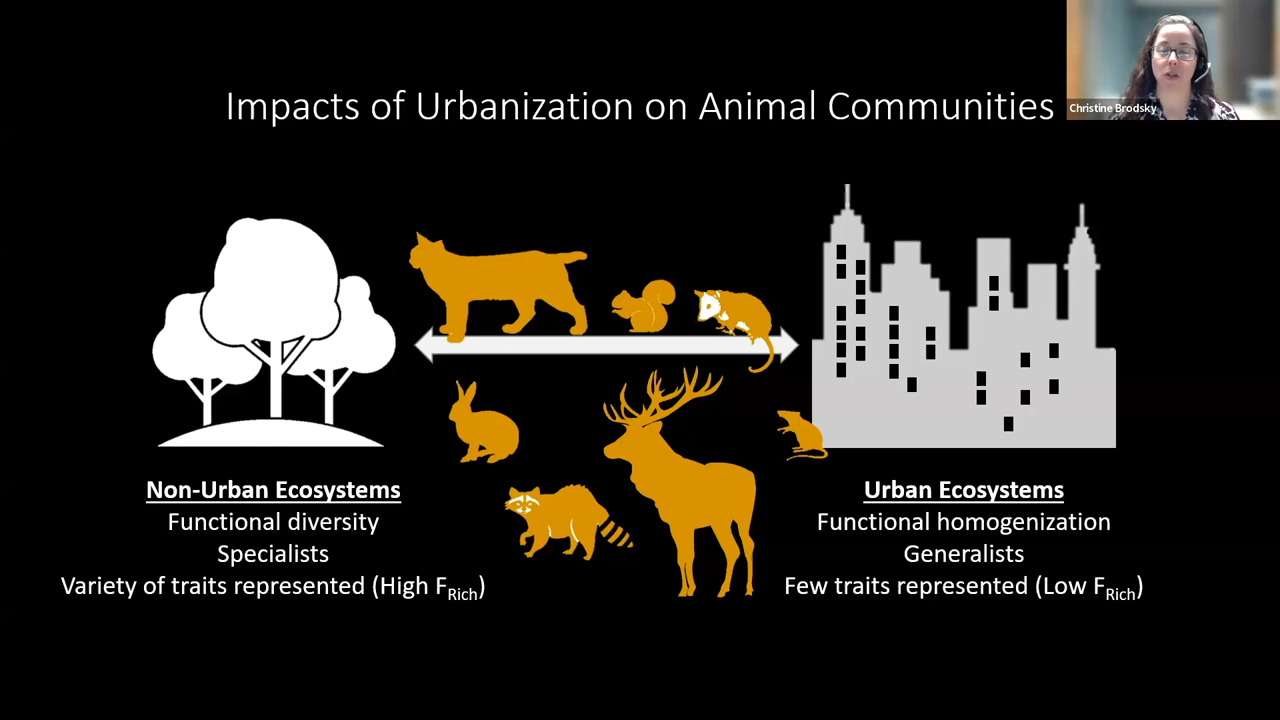 Christine Brodsky
Impacts of Urbanization on Animal Communities
Non-Urban Ecosystems
Functional diversity
Specialists
Variety of traits represented (High FRich)
Urban Ecosystems
Functional homogenization
Generalists
Few traits represented (Low FRich)